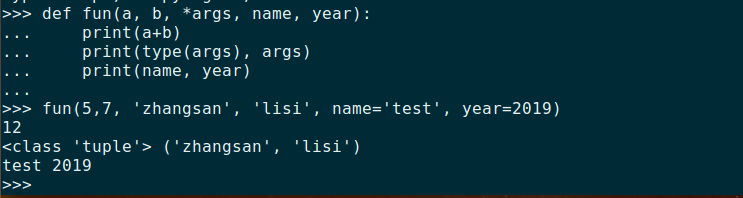 >>> def fun(a, b, *args, name, year):
...     print(a+b)
...     print(type(args), args)
...     print(name, year)
...
>>> fun(5,7, 'zhangsan', 'lisi', name='test', year=2019)
12
<class 'tuple'> ('zhangsan', 'lisi')
test 2019
>>>